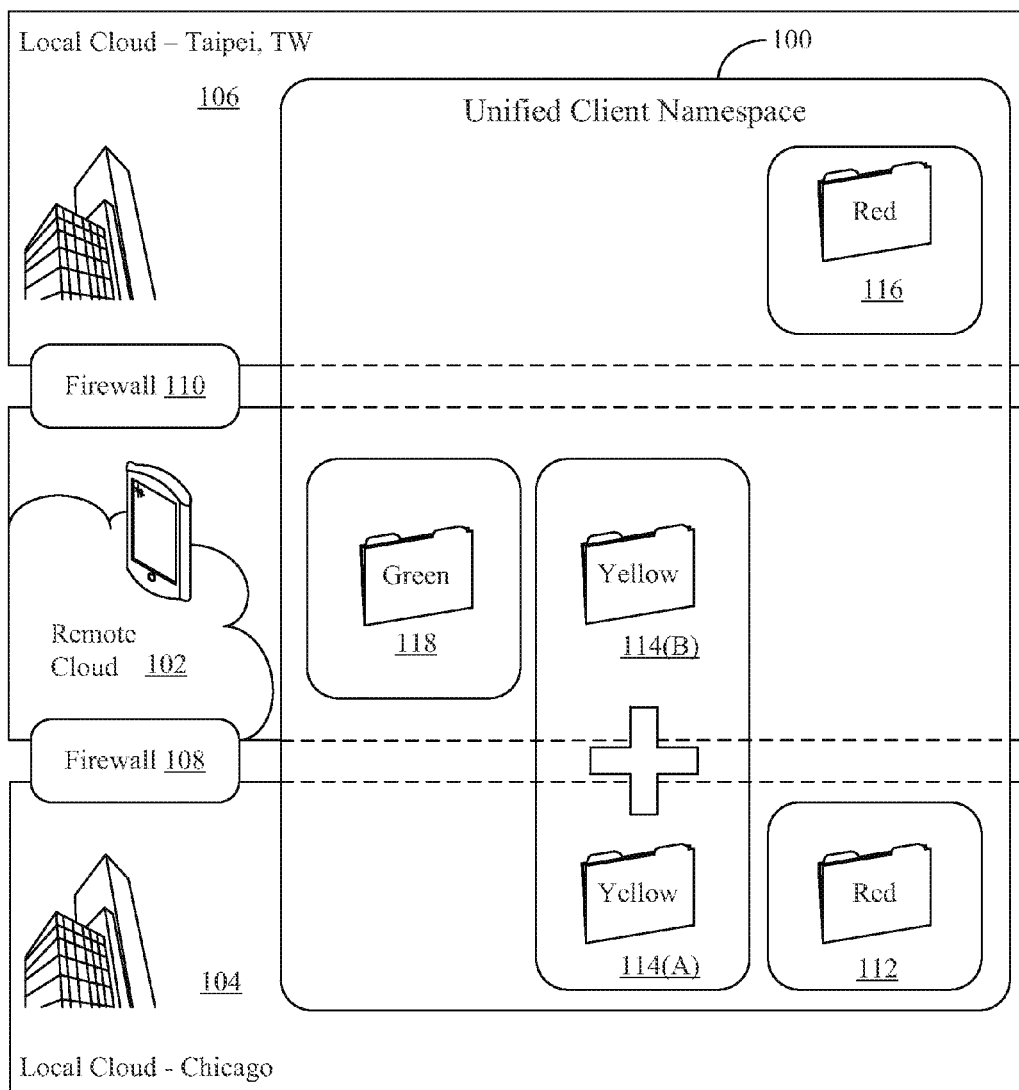 Local Cloud – Taipei, TW
100
106
Unified Client Namespace
Red
116
Firewall 110
Green
118
Yellow
114(B)
Remote
Cloud 102
Firewall 108
Yellow
114(A)
Red
112
104
Local Cloud - Chicago